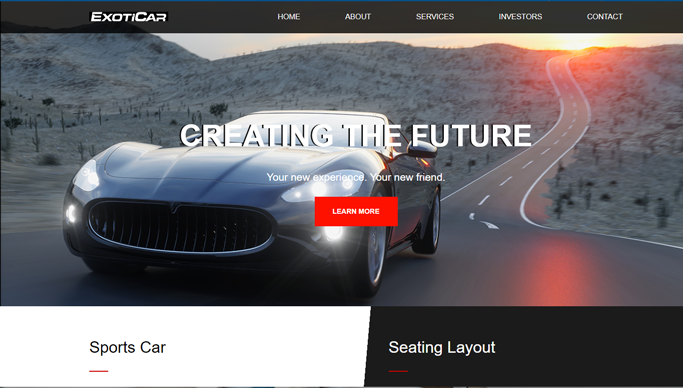 EXOTICAR
HOME ABOUT SERVICES INVESTORS CONTACT
CREATING THE FUTURE
Your new experience. Your new friend.
LEARN MORE
Sports Car
Seating Layout